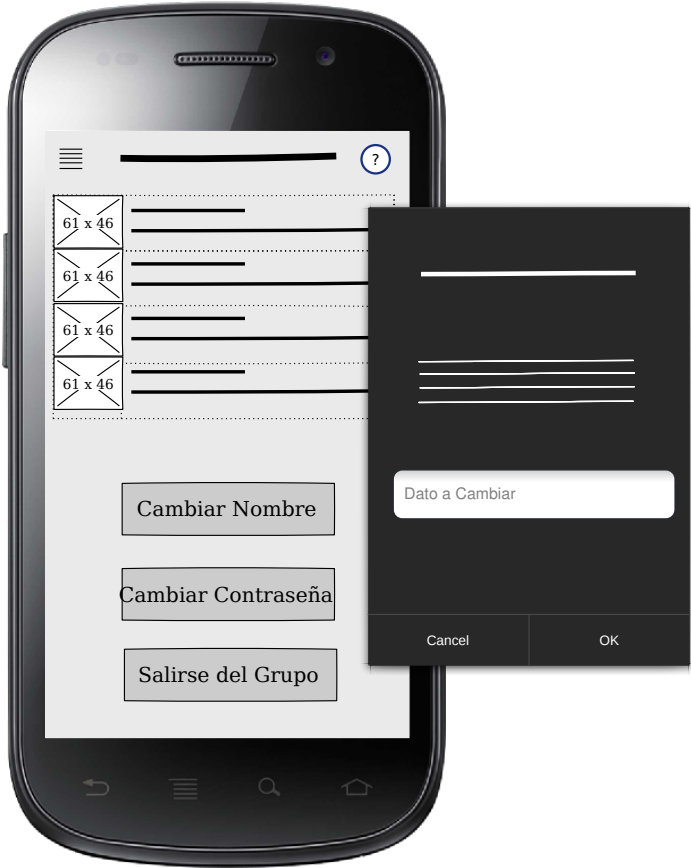 ?
61 x 46
61 x 46
61 x 46
61 x 46
Cambiar Nombre
Cambiar Contraseña
Salirse del Grupo
Dato a Cambiar
Cancel
OK